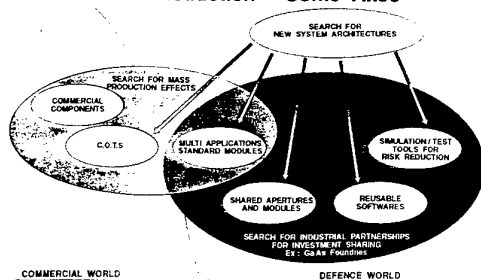 SEARCH FOR
NEW SYSTEM ARCHITECTURES
SEARCH FOR MASS
PRODUCTION EFFECTS
COMMERCIAL
COMPONENTS
C.O.T.S
MULTI APPLICATIONS
STANDARD MODULES
SIMULATION/TEST
TOOLS FOR
RISK REDUCTION
SHARED APERTURES
AND MODULES
REUSABLE
SOFTWARES
SEARCH FOR INDUSTRIAL PARTNERSHIPS
FOR INVESTMENT SHARING
Ex : GaAs Foundries
COMMERCIAL WORLD
DEFENCE WORLD